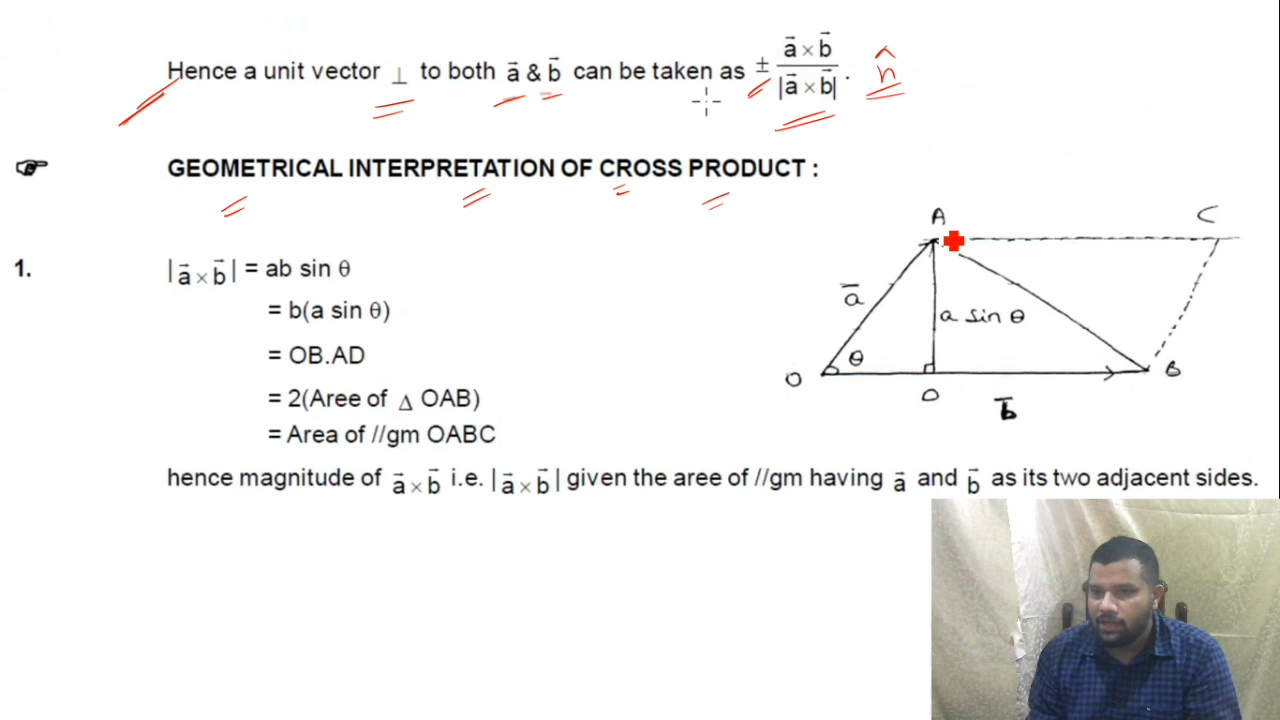 Hence a unit vector ⊥ to both a⃗ & b⃗ can be taken as ± (a⃗ × b⃗)/|a⃗ × b⃗|. n̂
GEOMETRICAL INTERPRETATION OF CROSS PRODUCT :
1. |a⃗ × b⃗| = ab sin θ
= b(a sin θ)
= OB.AD
= 2(Aree of Δ OAB)
= Area of //gm OABC
hence magnitude of a⃗ × b⃗ i.e. |a⃗ × b⃗| given the aree of //gm having a⃗ and b⃗ as its two adjacent sides.
A
C
a̅
a sin θ
θ
O
B
D
b̅